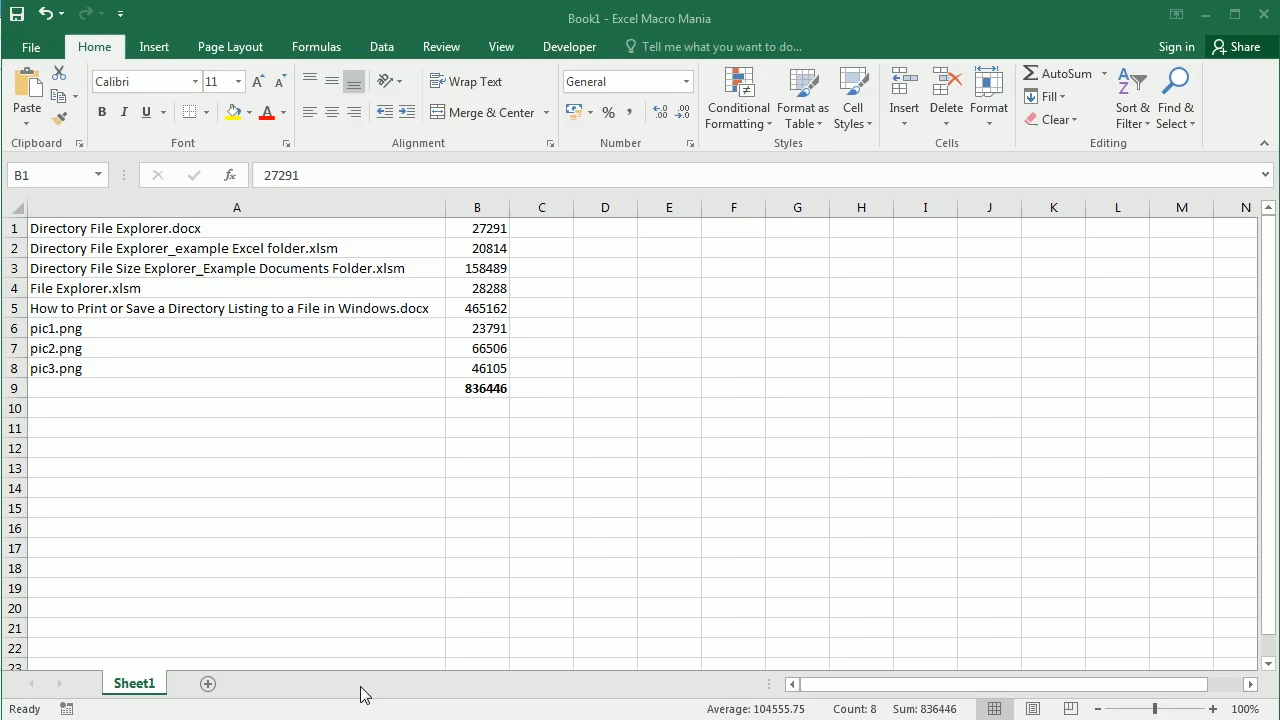 Book1 - Excel Macro Mania
File Home Insert Page Layout Formulas Data Review View Developer Tell me what you want to do... Sign in Share
Paste
Calibri 11
B I U
Wrap Text
Merge & Center
General
% ,
Conditional Formatting
Format as Table
Cell Styles
Insert
Delete
Format
AutoSum
Fill
Clear
Sort & Filter
Find & Select
Clipboard Font Alignment Number Styles Cells Editing
B1 fx 27291
A B C D E F G H I J K L M N
1 Directory File Explorer.docx 27291
2 Directory File Explorer_example Excel folder.xlsm 20814
3 Directory File Size Explorer_Example Documents Folder.xlsm 158489
4 File Explorer.xlsm 28288
5 How to Print or Save a Directory Listing to a File in Windows.docx 465162
6 pic1.png 23791
7 pic2.png 66506
8 pic3.png 46105
9 836446
10
11
12
13
14
15
16
17
18
19
20
21
22
23
Sheet1
Ready Average: 104555.75 Count: 8 Sum: 836446 100%